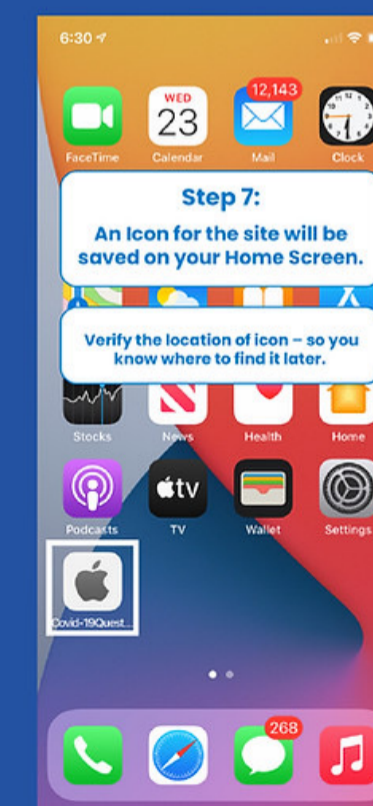 6:30
12,143
WED
23
FaceTime
Calendar
Mail
Clock
Step 7:
An Icon for the site will be
saved on your Home Screen.
Verify the location of icon – so you
know where to find it later.
Stocks
News
Health
Home
tv
Podcasts
TV
Wallet
Settings
Covid-19Quest...
268